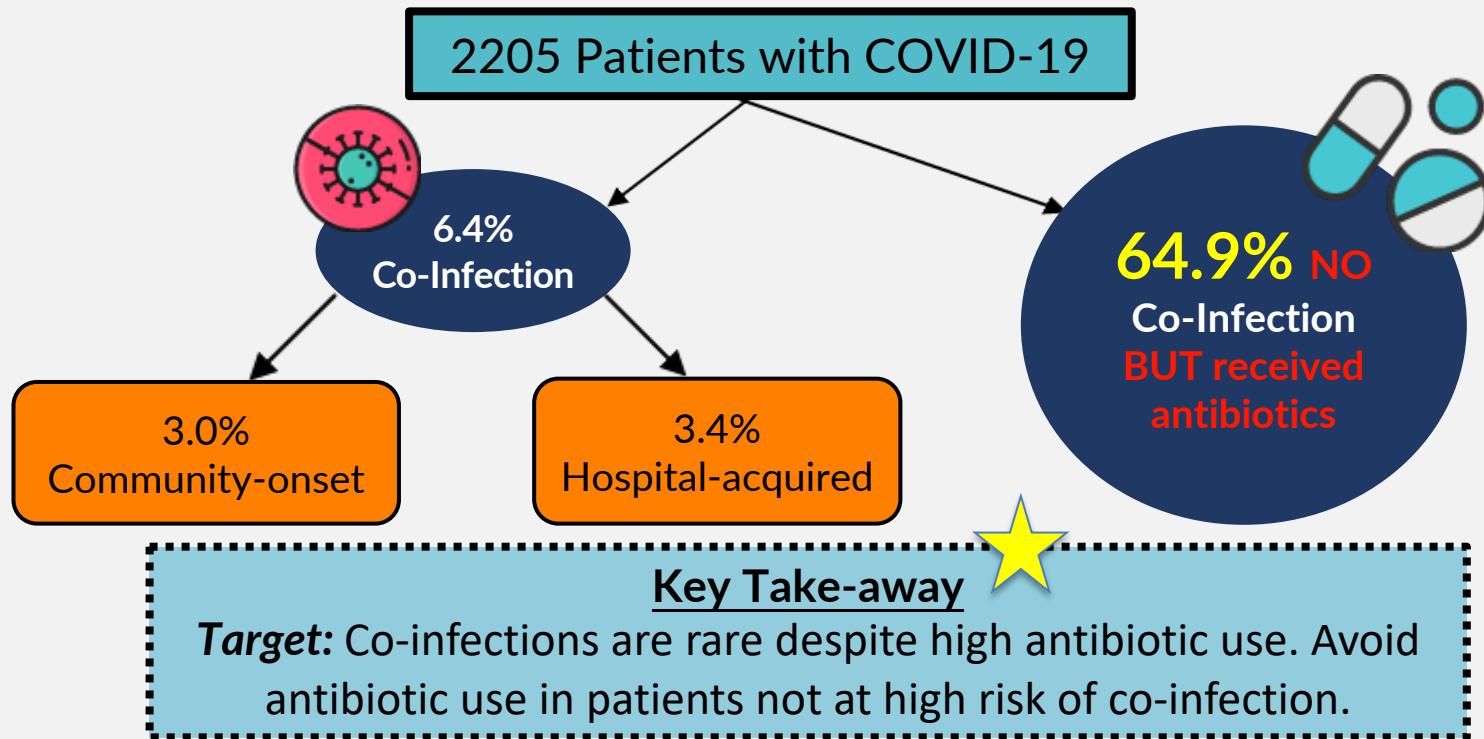 2205 Patients with COVID-19
6.4%
Co-Infection
64.9% NO
Co-Infection
BUT received
antibiotics
3.0%
Community-onset
3.4%
Hospital-acquired
Key Take-away
Target: Co-infections are rare despite high antibiotic use. Avoid
antibiotic use in patients not at high risk of co-infection.